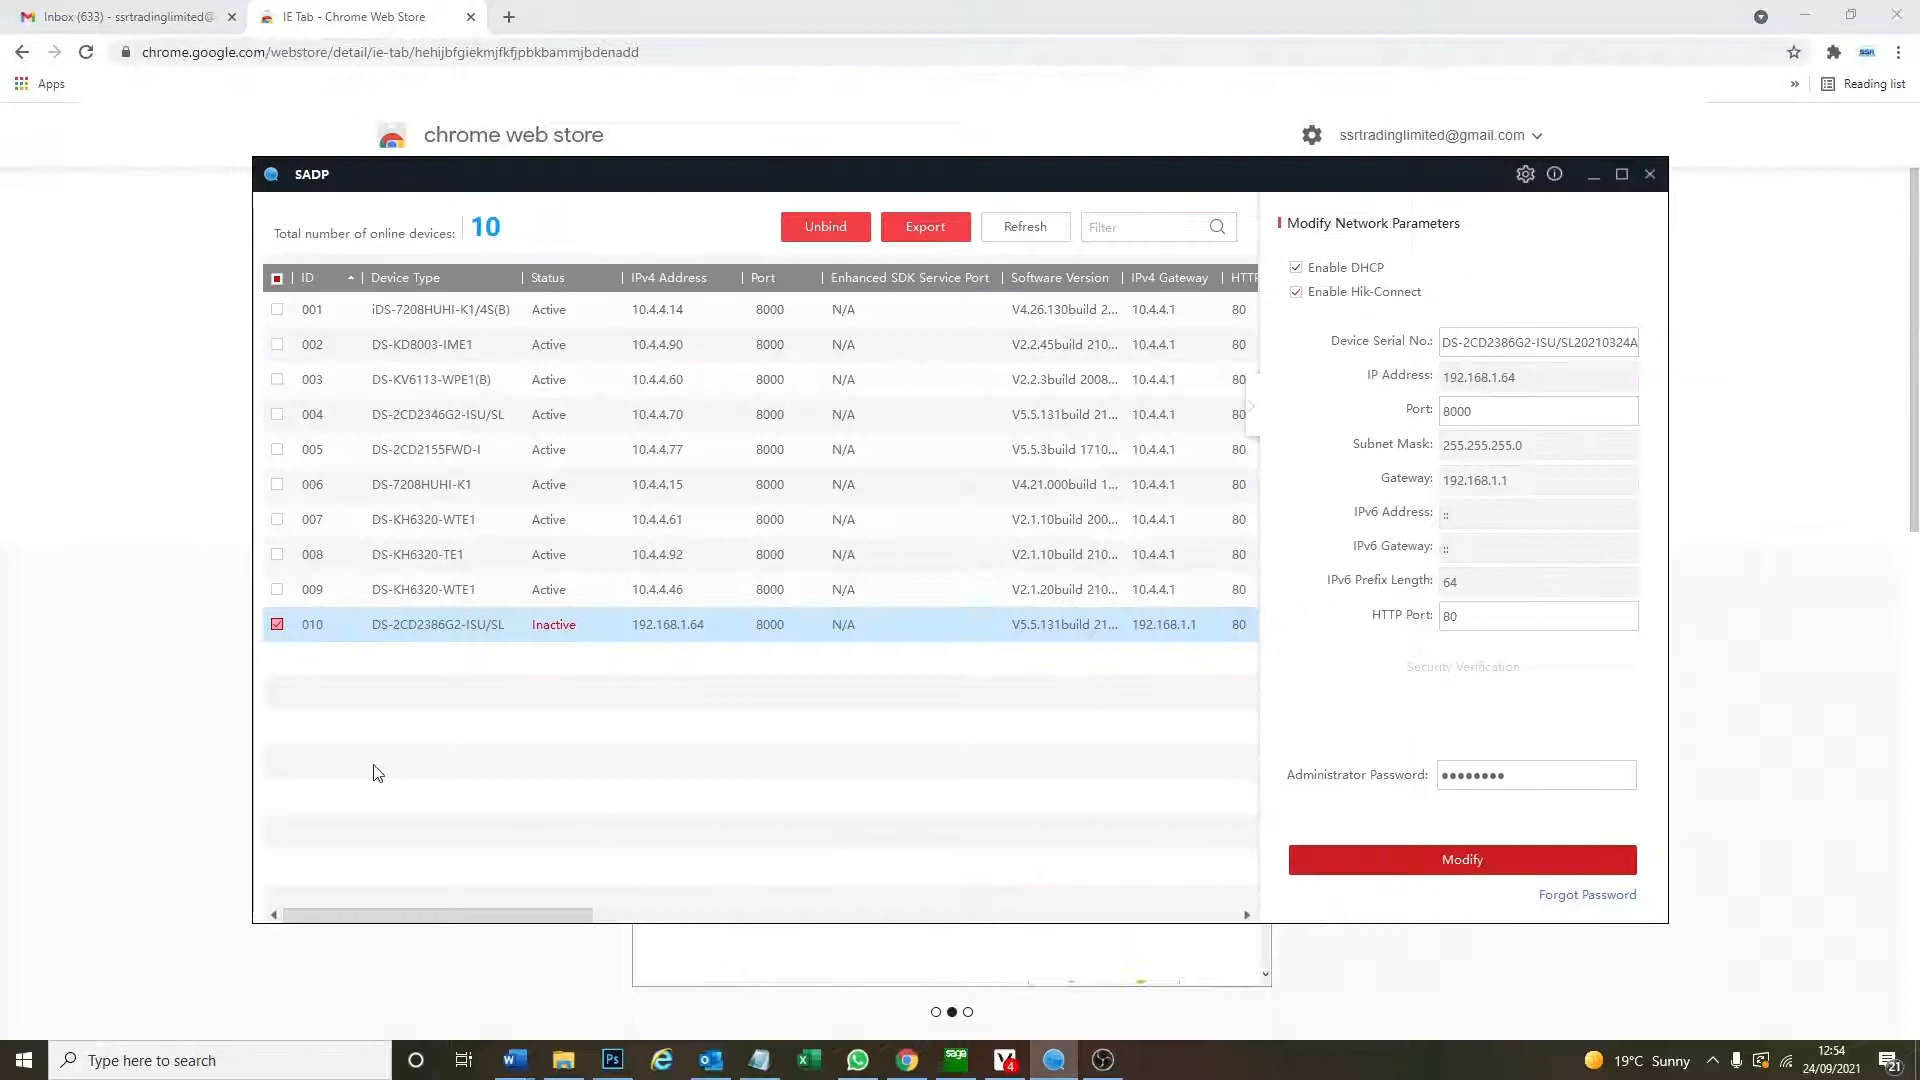 Inbox (633) - ssrtradinglimited@
IE Tab - Chrome Web Store
chrome.google.com/webstore/detail/ie-tab/hehijbfgiekmjfkfjpbkbammjbdenadd
Apps
Reading list
chrome web store
ssrtradinglimited@gmail.com
SADP
Total number of online devices: 10
Unbind Export Refresh Filter
ID Device Type Status IPv4 Address Port Enhanced SDK Service Port Software Version IPv4 Gateway HTTP
001 iDS-7208HUHI-K1/4S(B) Active 10.4.4.14 8000 N/A V4.26.130build 2... 10.4.4.1 80
002 DS-KD8003-IME1 Active 10.4.4.90 8000 N/A V2.2.45build 210... 10.4.4.1 80
003 DS-KV6113-WPE1(B) Active 10.4.4.60 8000 N/A V2.2.3build 2008... 10.4.4.1 80
004 DS-2CD2346G2-ISU/SL Active 10.4.4.70 8000 N/A V5.5.131build 21... 10.4.4.1 80
005 DS-2CD2155FWD-I Active 10.4.4.77 8000 N/A V5.5.3build 1710... 10.4.4.1 80
006 DS-7208HUHI-K1 Active 10.4.4.15 8000 N/A V4.21.000build 1... 10.4.4.1 80
007 DS-KH6320-WTE1 Active 10.4.4.61 8000 N/A V2.1.10build 200... 10.4.4.1 80
008 DS-KH6320-TE1 Active 10.4.4.92 8000 N/A V2.1.10build 210... 10.4.4.1 80
009 DS-KH6320-WTE1 Active 10.4.4.46 8000 N/A V2.1.20build 210... 10.4.4.1 80
010 DS-2CD2386G2-ISU/SL Inactive 192.168.1.64 8000 N/A V5.5.131build 21... 192.168.1.1 80
Modify Network Parameters
Enable DHCP
Enable Hik-Connect
Device Serial No.: DS-2CD2386G2-ISU/SL20210324A
IP Address: 192.168.1.64
Port: 8000
Subnet Mask: 255.255.255.0
Gateway: 192.168.1.1
IPv6 Address: ::
IPv6 Gateway: ::
IPv6 Prefix Length: 64
HTTP Port: 80
Security Verification
Administrator Password: ●●●●●●●●
Modify
Forgot Password
Type here to search
sage
4
19°C Sunny
12:54
24/09/2021
21